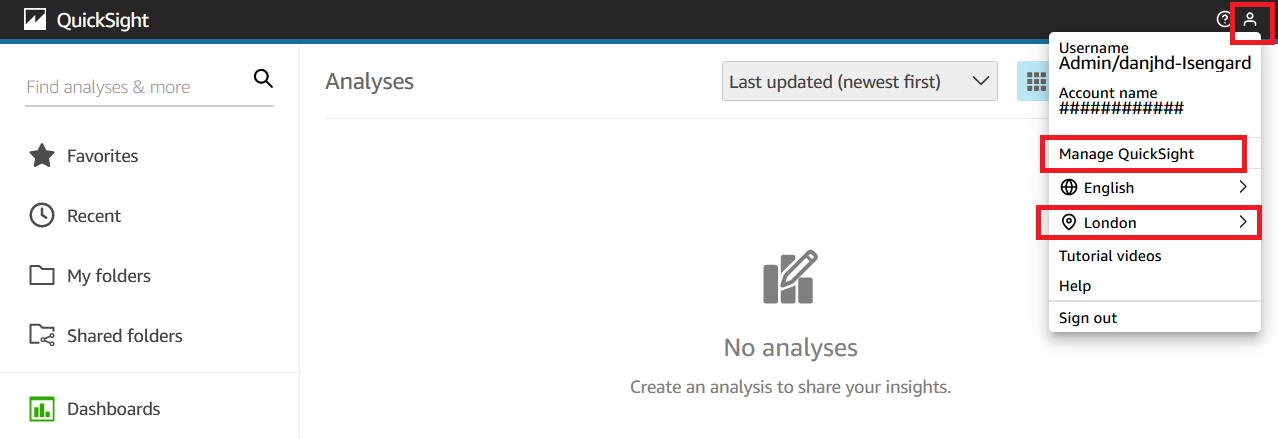 QuickSight
Find analyses & more
Favorites
Recent
My folders
Shared folders
Dashboards
Analyses
Last updated (newest first)
No analyses
Create an analysis to share your insights.
Username
Admin/danjhd-Isengard
Account name
############
Manage QuickSight
English
London
Tutorial videos
Help
Sign out